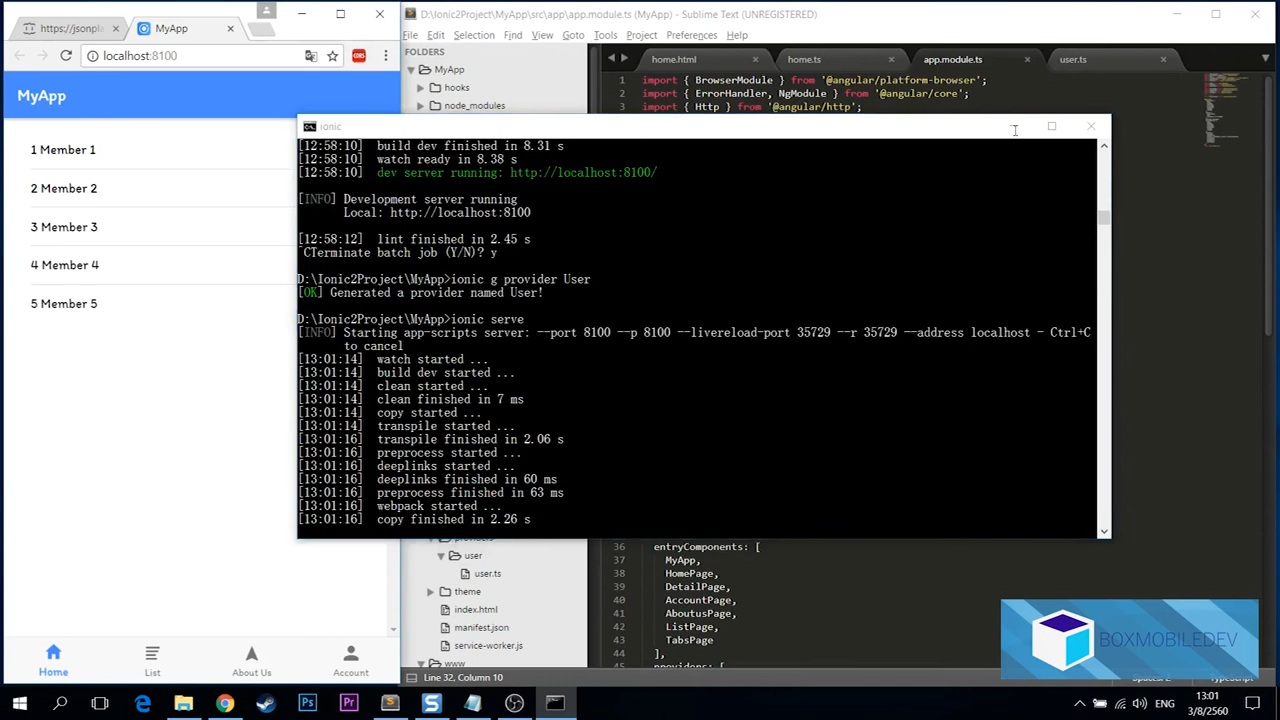 https://jsonpla
MyApp
D:\Ionic2Project\MyApp\src\app\app.module.ts (MyApp) - Sublime Text (UNREGISTERED)
localhost:8100
File Edit Selection Find View Goto Tools Project Preferences Help
FOLDERS
MyApp
hooks
node_modules
home.html
home.ts
app.module.ts
user.ts
1 import { BrowserModule } from '@angular/platform-browser';
2 import { ErrorHandler, NgModule } from '@angular/core';
3 import { Http } from '@angular/http';
MyApp
1 Member 1
2 Member 2
3 Member 3
4 Member 4
5 Member 5
Home
List
About Us
Account
ionic
[12:58:10] build dev finished in 8.31 s
[12:58:10] watch ready in 8.38 s
[12:58:10] dev server running: http://localhost:8100/
[INFO] Development server running
Local: http://localhost:8100
[12:58:12] lint finished in 2.45 s
^CTerminate batch job (Y/N)? y
D:\Ionic2Project\MyApp>ionic g provider User
[OK] Generated a provider named User!
D:\Ionic2Project\MyApp>ionic serve
[INFO] Starting app-scripts server: --port 8100 --p 8100 --livereload-port 35729 --r 35729 --address localhost - Ctrl+C
to cancel
[13:01:14] watch started ...
[13:01:14] build dev started ...
[13:01:14] clean started ...
[13:01:14] clean finished in 7 ms
[13:01:14] copy started ...
[13:01:14] transpile started ...
[13:01:16] transpile finished in 2.06 s
[13:01:16] preprocess started ...
[13:01:16] deeplinks started ...
[13:01:16] deeplinks finished in 60 ms
[13:01:16] preprocess finished in 63 ms
[13:01:16] webpack started ...
[13:01:16] copy finished in 2.26 s
user
user.ts
theme
index.html
manifest.json
service-worker.js
www
36 entryComponents: [
37 MyApp,
38 HomePage,
39 DetailPage,
40 AccountPage,
41 AboutusPage,
42 ListPage,
43 TabsPage
44 ],
BOXMOBILEDEV
Line 32, Column 10
ENG
13:01
3/8/2560